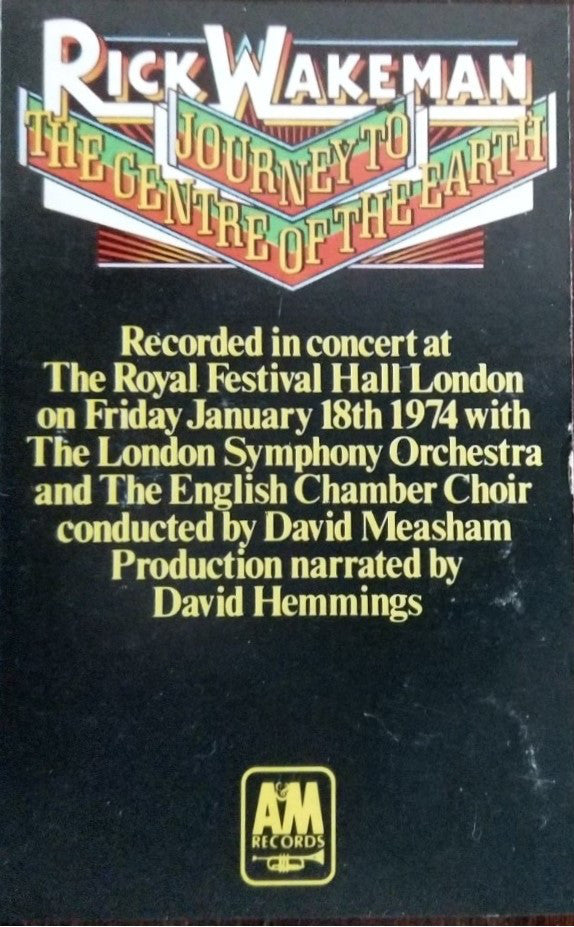 RICK WAKEMAN
JOURNEY TO
THE CENTRE OF THE EARTH
Recorded in concert at
The Royal Festival Hall London
on Friday January 18th 1974 with
The London Symphony Orchestra
and The English Chamber Choir
conducted by David Measham
Production narrated by
David Hemmings
A&M
RECORDS